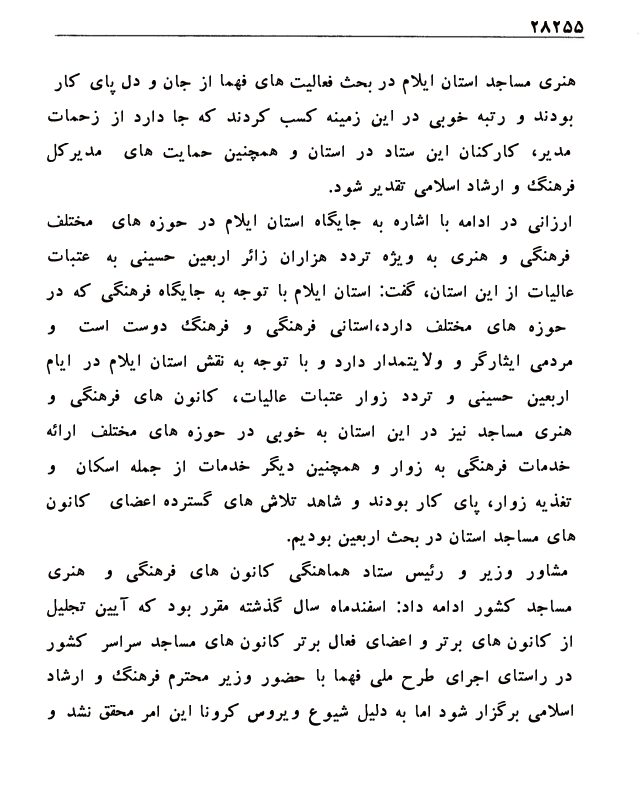 ۲۸۲۵۵
هنری مساجد استان ایلام در بحث فعالیت های فهما از جان و دل پای کار
بودند و رتبه خوبی در این زمینه کسب کردند که جا دارد از زحمات
مدیر، کارکنان این ستاد در استان و همچنین حمایت های مدیرکل
فرهنگ و ارشاد اسلامی تقدیر شود.
ارزانی در ادامه با اشاره به جایگاه استان ایلام در حوزه های مختلف
فرهنگی و هنری به ویژه تردد هزاران زائر اربعین حسینی به عتبات
عالیات از این استان، گفت: استان ایلام با توجه به جایگاه فرهنگی که در
حوزه های مختلف دارد،استانی فرهنگی و فرهنگ دوست است و
مردمی ایثارگر و ولایتمدار دارد و با توجه به نقش استان ایلام در ایام
اربعین حسینی و تردد زوار عتبات عالیات، کانون های فرهنگی و
هنری مساجد نیز در این استان به خوبی در حوزه های مختلف ارائه
خدمات فرهنگی به زوار و همچنین دیگر خدمات از جمله اسکان و
تغذیه زوار، پای کار بودند و شاهد تلاش های گسترده اعضای کانون
های مساجد استان در بحث اربعین بودیم.
مشاور وزیر و رئیس ستاد هماهنگی کانون های فرهنگی و هنری
مساجد کشور ادامه داد: اسفندماه سال گذشته مقرر بود که آیین تجلیل
از کانون های برتر و اعضای فعال برتر کانون های مساجد سراسر کشور
در راستای اجرای طرح ملی فهما با حضور وزیر محترم فرهنگ و ارشاد
اسلامی برگزار شود اما به دلیل شیوع ویروس کرونا این امر محقق نشد و